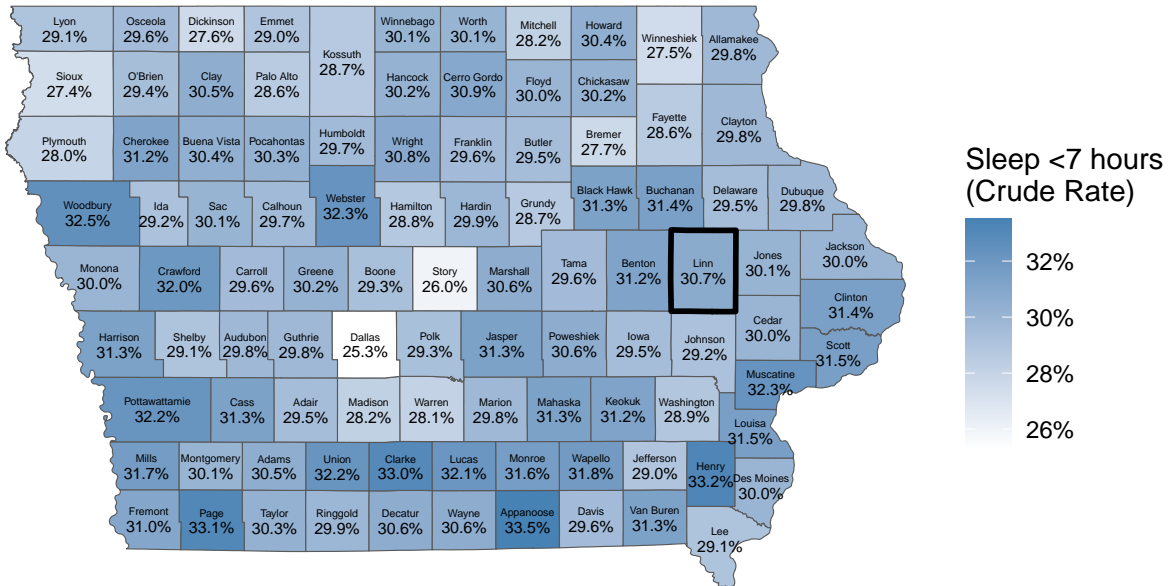 Lyon
29.1%
Osceola
29.6%
Dickinson
27.6%
Emmet
29.0%
Kossuth
28.7%
Winnebago
30.1%
Worth
30.1%
Mitchell
28.2%
Howard
30.4%
Winneshiek
27.5%
Allamakee
29.8%
Sioux
27.4%
O'Brien
29.4%
Clay
30.5%
Palo Alto
28.6%
Hancock
30.2%
Cerro Gordo
30.9%
Floyd
30.0%
Chickasaw
30.2%
Fayette
28.6%
Clayton
29.8%
Plymouth
28.0%
Cherokee
31.2%
Buena Vista
30.4%
Pocahontas
30.3%
Humboldt
29.7%
Wright
30.8%
Franklin
29.6%
Butler
29.5%
Bremer
27.7%
Woodbury
32.5%
Ida
29.2%
Sac
30.1%
Calhoun
29.7%
Webster
32.3%
Hamilton
28.8%
Hardin
29.9%
Grundy
28.7%
Black Hawk
31.3%
Buchanan
31.4%
Delaware
29.5%
Dubuque
29.8%
Monona
30.0%
Crawford
32.0%
Carroll
29.6%
Greene
30.2%
Boone
29.3%
Story
26.0%
Marshall
30.6%
Tama
29.6%
Benton
31.2%
Linn
30.7%
Jones
30.1%
Jackson
30.0%
Clinton
31.4%
Harrison
31.3%
Shelby
29.1%
Audubon
29.8%
Guthrie
29.8%
Dallas
25.3%
Polk
29.3%
Jasper
31.3%
Poweshiek
30.6%
Iowa
29.5%
Johnson
29.2%
Cedar
30.0%
Scott
31.5%
Muscatine
32.3%
Pottawattamie
32.2%
Cass
31.3%
Adair
29.5%
Madison
28.2%
Warren
28.1%
Marion
29.8%
Mahaska
31.3%
Keokuk
31.2%
Washington
28.9%
Louisa
31.5%
Mills
31.7%
Montgomery
30.1%
Adams
30.5%
Union
32.2%
Clarke
33.0%
Lucas
32.1%
Monroe
31.6%
Wapello
31.8%
Jefferson
29.0%
Henry
33.2%
Des Moines
30.0%
Fremont
31.0%
Page
33.1%
Taylor
30.3%
Ringgold
29.9%
Decatur
30.6%
Wayne
30.6%
Appanoose
33.5%
Davis
29.6%
Van Buren
31.3%
Lee
29.1%
Sleep <7 hours
(Crude Rate)
32%
30%
28%
26%